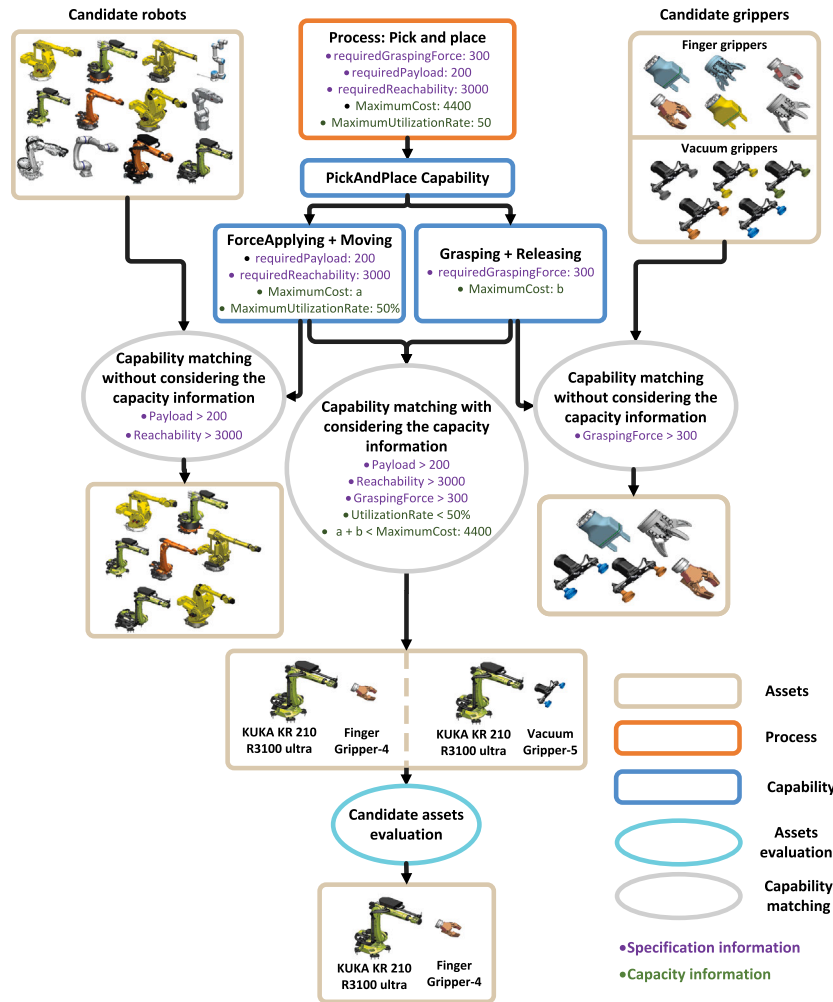 Candidate robots
Process: Pick and place
•requiredGraspingForce: 300
•requiredPayload: 200
•requiredReachability: 3000
• MaximumCost: 4400
•MaximumUtilizationRate: 50
Candidate grippers
Finger grippers
Vacuum grippers
PickAndPlace Capability
ForceApplying + Moving
• requiredPayload: 200
•requiredReachability: 3000
• MaximumCost: a
• MaximumUtilizationRate: 50%
Grasping + Releasing
•requiredGraspingForce: 300
• MaximumCost: b
Capability matching
without considering the
capacity information
•Payload > 200
•Reachability > 3000
Capability matching with
considering the capacity
information
•Payload > 200
•Reachability > 3000
•GraspingForce > 300
•UtilizationRate < 50%
• a + b < MaximumCost: 4400
Capability matching
without considering the
capacity information
•GraspingForce > 300
KUKA KR 210
R3100 ultra
Finger
Gripper-4
KUKA KR 210
R3100 ultra
Vacuum
Gripper-5
Candidate assets
evaluation
KUKA KR 210
R3100 ultra
Finger
Gripper-4
Assets
Process
Capability
Assets
evaluation
Capability
matching
•Specification information
•Capacity information